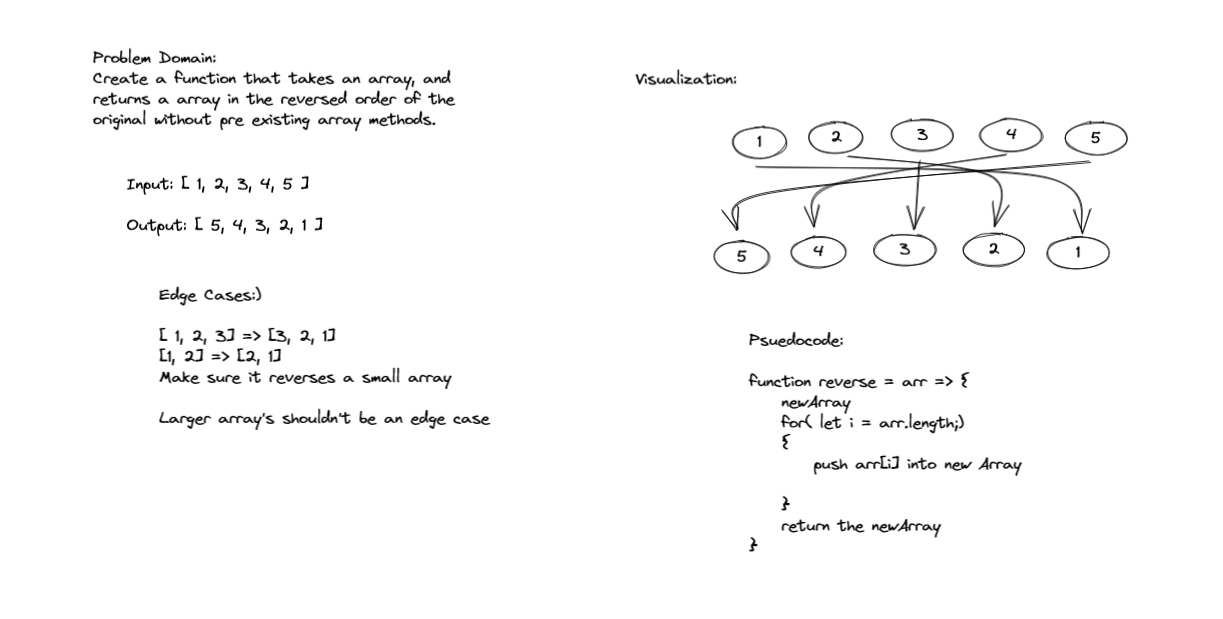 Problem Domain:
Create a function that takes an array, and
returns a array in the reversed order of the
original without pre existing array methods.
Input: [ 1, 2, 3, 4, 5 ]
Output: [ 5, 4, 3, 2, 1 ]
Edge Cases:)
[ 1, 2, 3] => [3, 2, 1]
[1, 2] => [2, 1]
Make sure it reverses a small array
Larger array's shouldn't be an edge case
Visualization:
1 2 3 4 5
5 4 3 2 1
Psuedocode:
function reverse = arr => {
newArray
for( let i = arr.length;)
{
push arr[i] into new Array
}
return the newArray
}